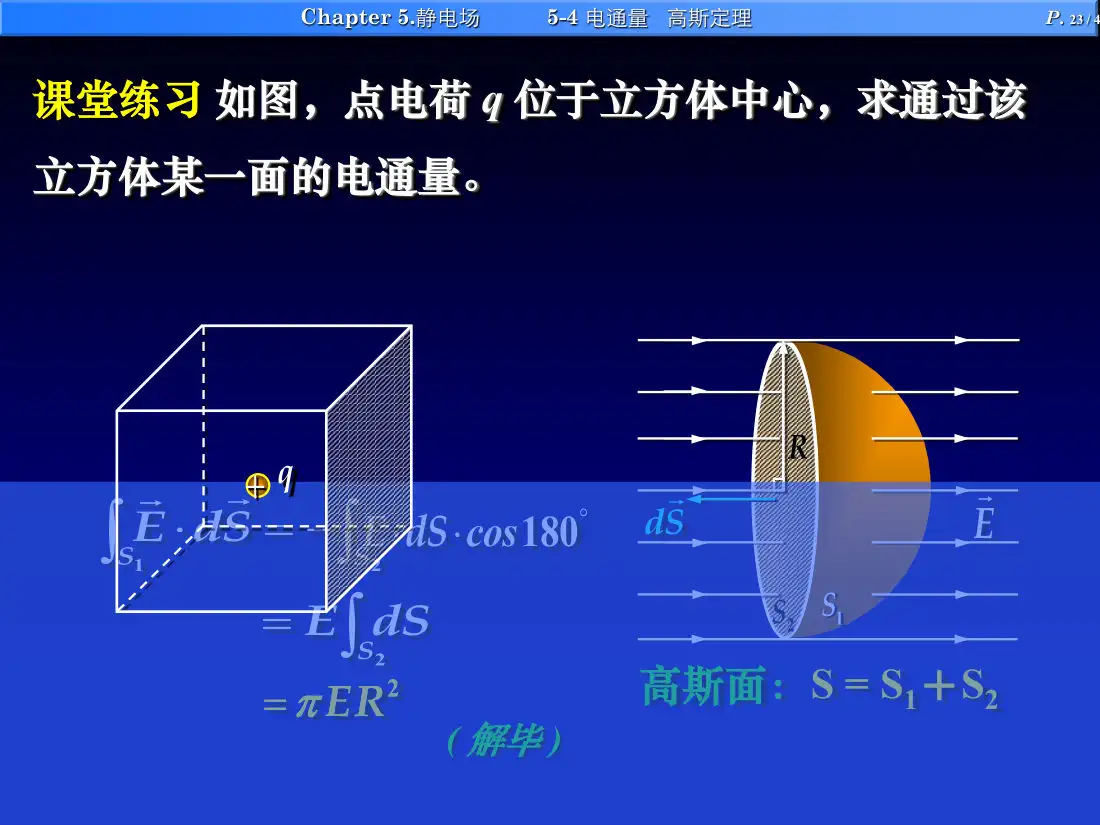 Chapter 5.静电场 5-4 电通量 高斯定理 P. 23/4
课堂练习 如图，点电荷 q 位于立方体中心，求通过该
立方体某一面的电通量。
q
∫S₁ E⃗ · dS⃗ = −∫S₂ E dS · cos 180°
= E∫S₂ dS
= πER²
(解毕)
R
dS⃗
E⃗
S₂
S₁
高斯面：S = S₁＋S₂